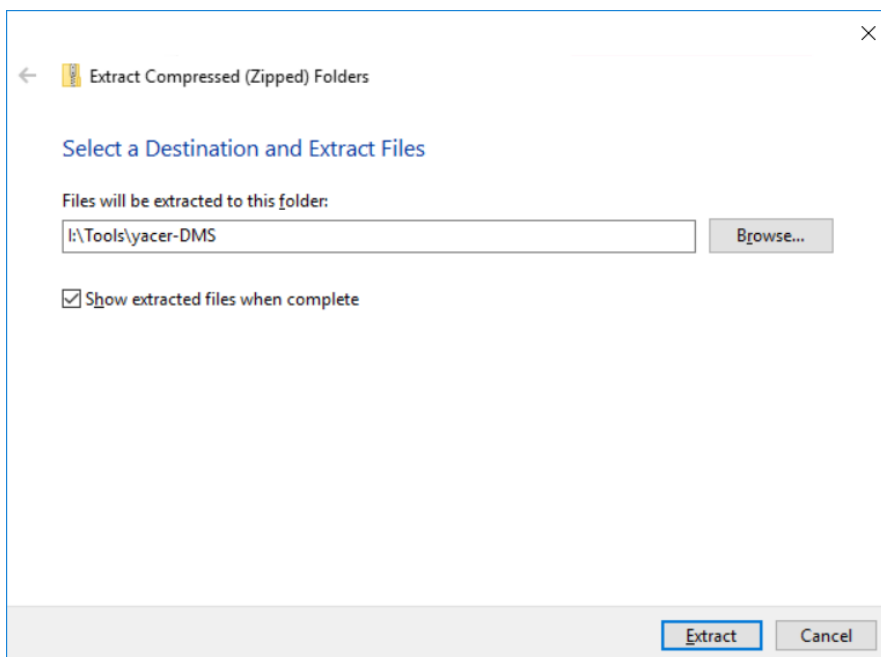 Extract Compressed (Zipped) Folders
Select a Destination and Extract Files
Files will be extracted to this folder:
I:\Tools\yacer-DMS
Browse...
Show extracted files when complete
Extract
Cancel